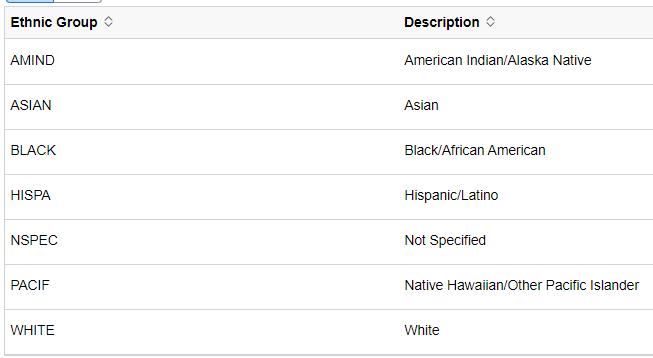 Ethnic Group Description
AMIND American Indian/Alaska Native
ASIAN Asian
BLACK Black/African American
HISPA Hispanic/Latino
NSPEC Not Specified
PACIF Native Hawaiian/Other Pacific Islander
WHITE White